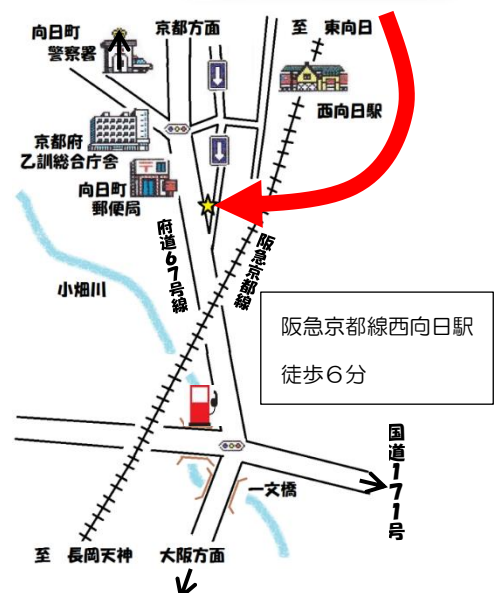 向日町
警察署
京都方面
至 東向日
西向日駅
京都府
乙訓総合庁舎
向日町
郵便局
府道67号線
阪急京都線
小畑川
阪急京都線西向日駅
徒歩6分
国道171号
一文橋
至 長岡天神
大阪方面